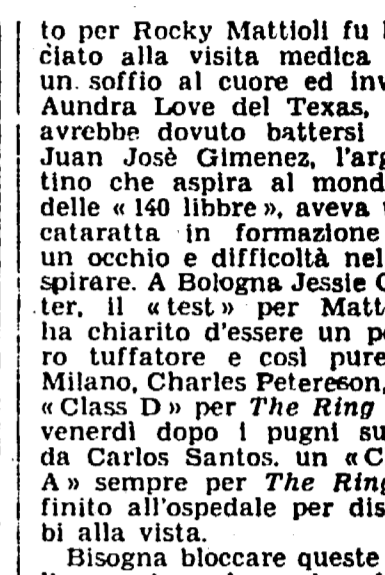 to per Rocky Mattioli fu
ciato alla visita medica
un soffio al cuore ed inv
Aundra Love del Texas,
avrebbe dovuto battersi
Juan Josè Gimenez, l'arg
tino che aspira al mond
delle « 140 libbre », aveva
cataratta in formazione
un occhio e difficoltà nel
spirare. A Bologna Jessie
ter, il « test » per Matt
ha chiarito d'essere un p
ro tuffatore e così pure
Milano, Charles Petereson,
« Class D » per The Ring
venerdì dopo i pugni su
da Carlos Santos. un « C
A » sempre per The Ring
finito all'ospedale per dis
bi alla vista.
Bisogna bloccare queste